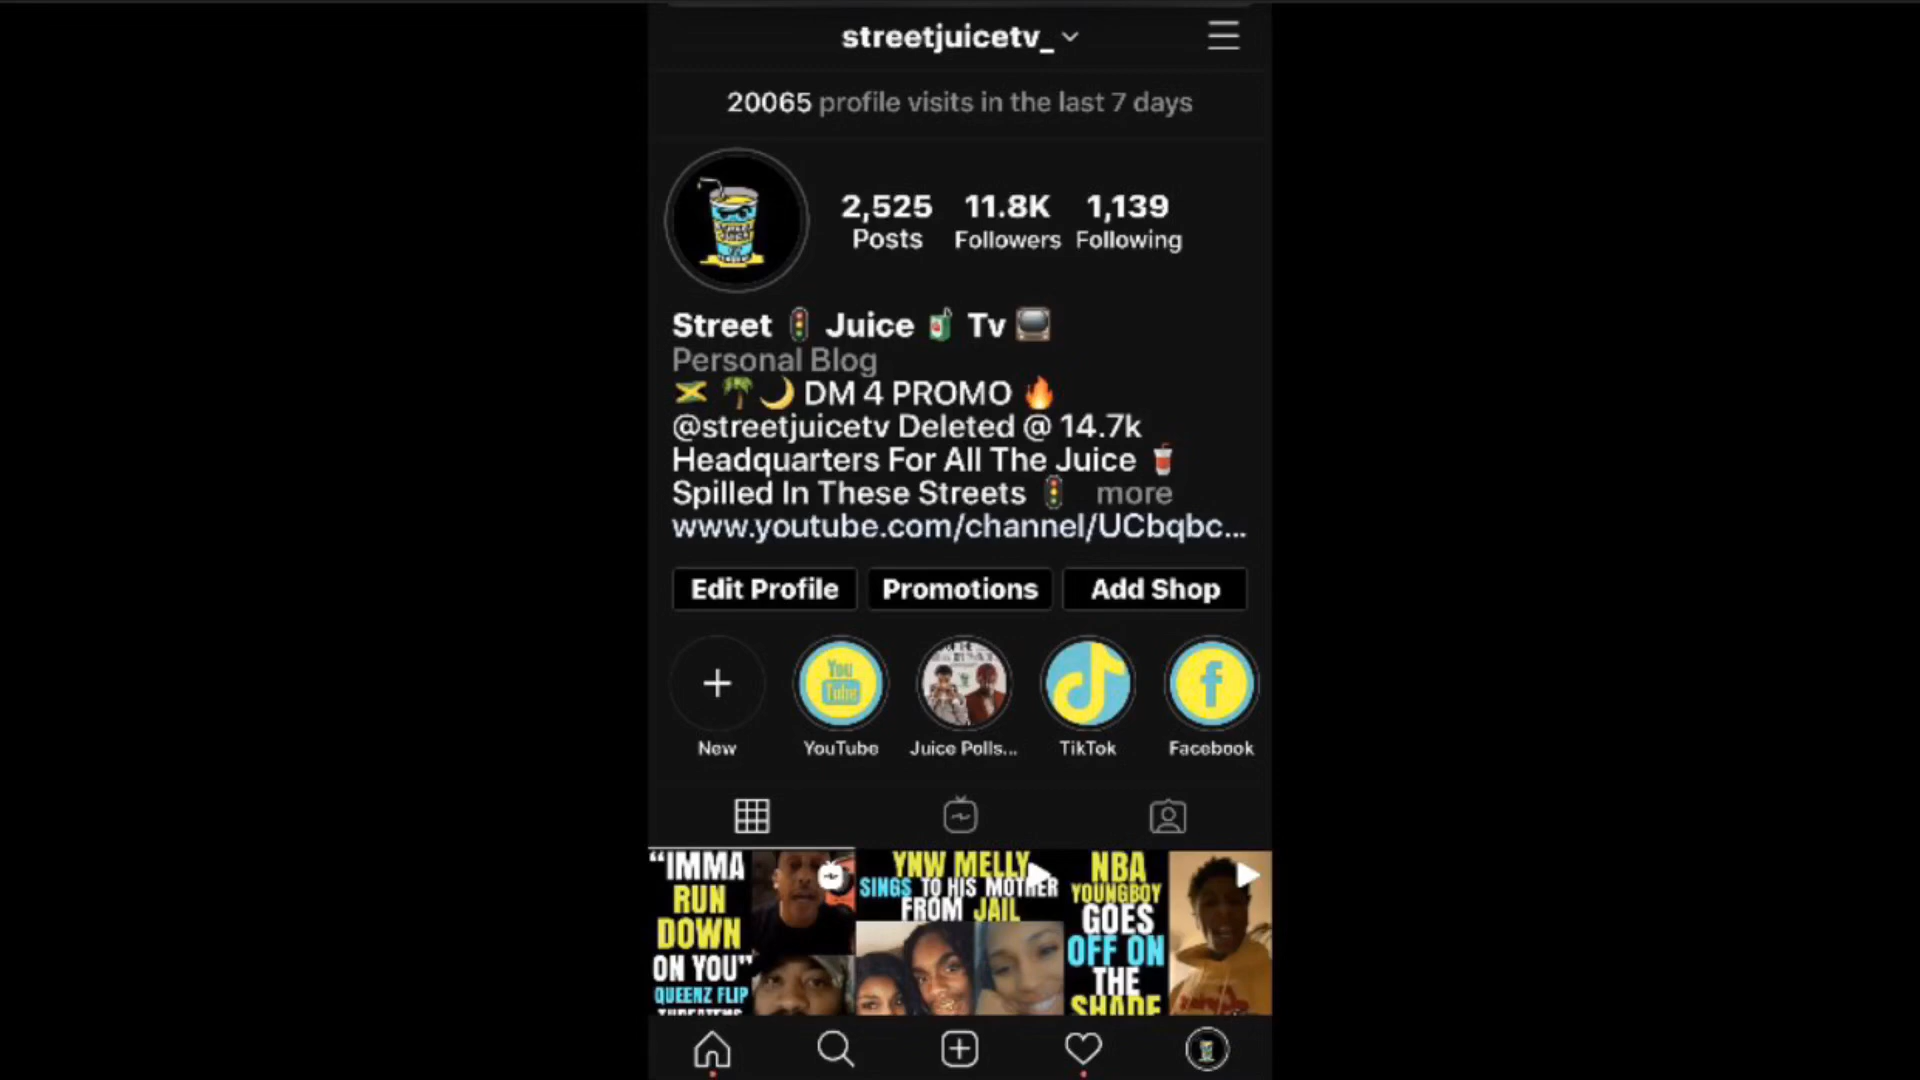 streetjuicetv_
20065 profile visits in the last 7 days
2,525 11.8K 1,139
Posts Followers Following
Street 🚦 Juice 🧃 Tv 📺
Personal Blog
🇯🇲 🌴🌙 DM 4 PROMO 🔥
@streetjuicetv Deleted @ 14.7k
Headquarters For All The Juice 🥤
Spilled In These Streets 🚦 more
www.youtube.com/channel/UCbqbc...
Edit Profile Promotions Add Shop
You
Tube
New YouTube Juice Polls... TikTok Facebook
“IMMA
RUN
DOWN
ON YOU”
QUEENZ FLIP
YNW MELLY
SINGS TO HIS MOTHER
FROM JAIL
NBA
YOUNGBOY
GOES
OFF ON
THE
SHADE